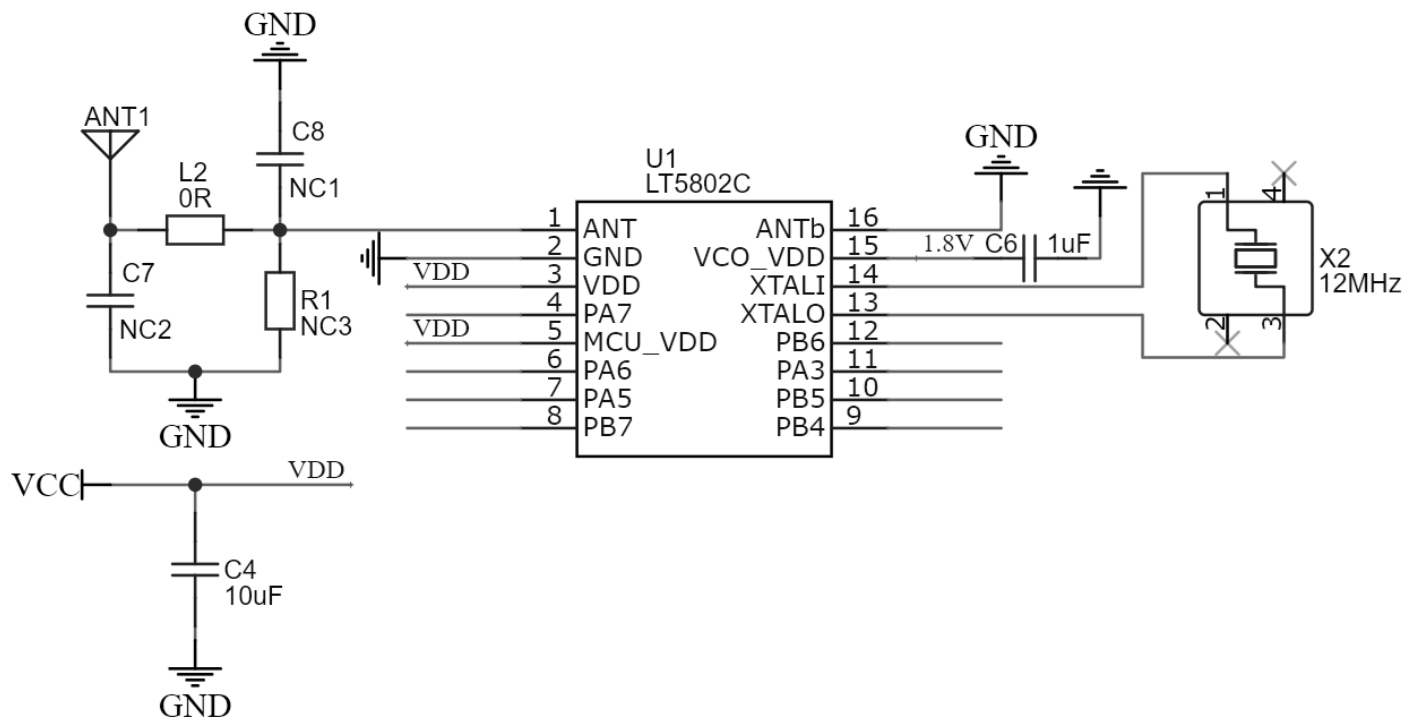 GND
ANT1
C8
L2
0R
NC1
C7
NC2
R1
NC3
GND
VCC
VDD
C4
10uF
GND
U1
LT5802C
1 ANT
2 GND
VDD 3 VDD
4 PA7
VDD 5 MCU_VDD
6 PA6
7 PA5
8 PB7
ANTb 16
VCO_VDD 15 1.8V C6 1uF
XTALI 14
XTALO 13
PB6 12
PA3 11
PB5 10
PB4 9
GND
1
4
2
3
X2
12MHz